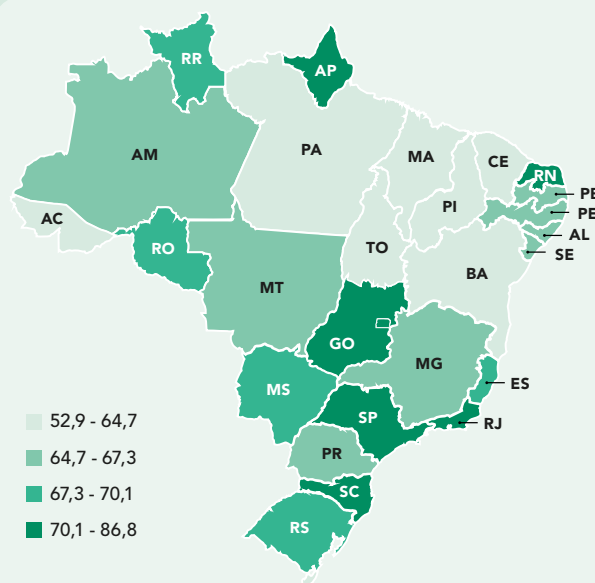 RR
AP
AM
PA
MA
CE
RN
PE
PE
AL
SE
PI
AC
TO
RO
BA
MT
GO
MG
MS
ES
SP
RJ
PR
SC
RS
52,9 - 64,7
64,7 - 67,3
67,3 - 70,1
70,1 - 86,8